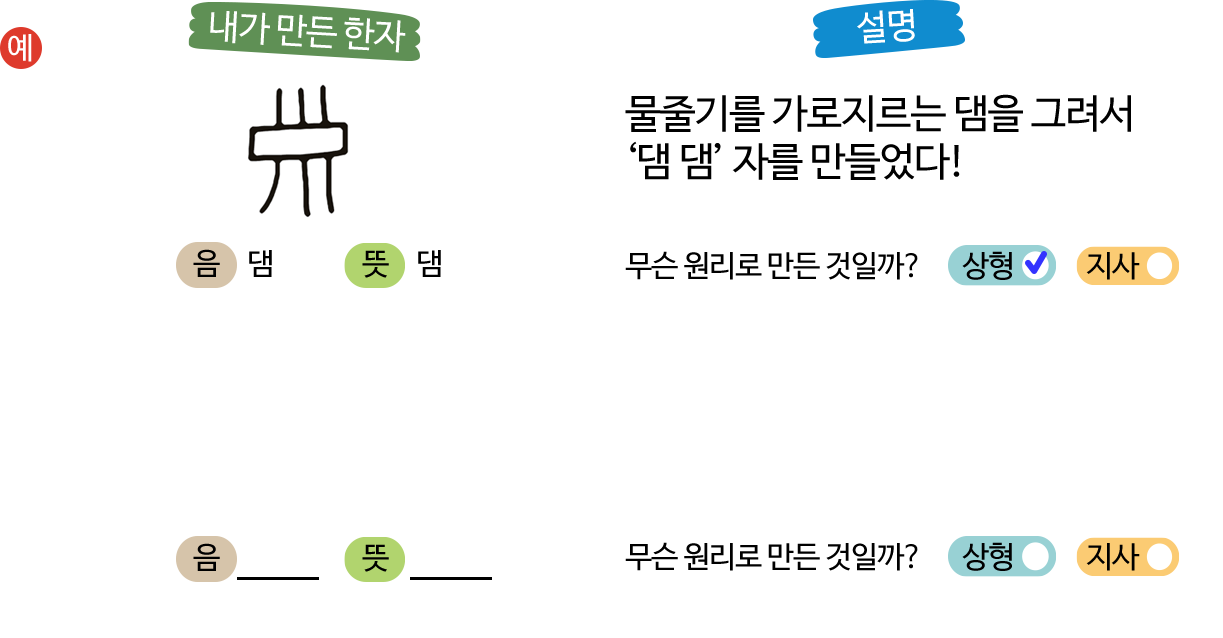 예
내가 만든 한자
설명
물줄기를 가로지르는 댐을 그려서
‘댐 댐’ 자를 만들었다!
음 댐 뜻 댐
무슨 원리로 만든 것일까? 상형 지사
음 뜻
무슨 원리로 만든 것일까? 상형 지사